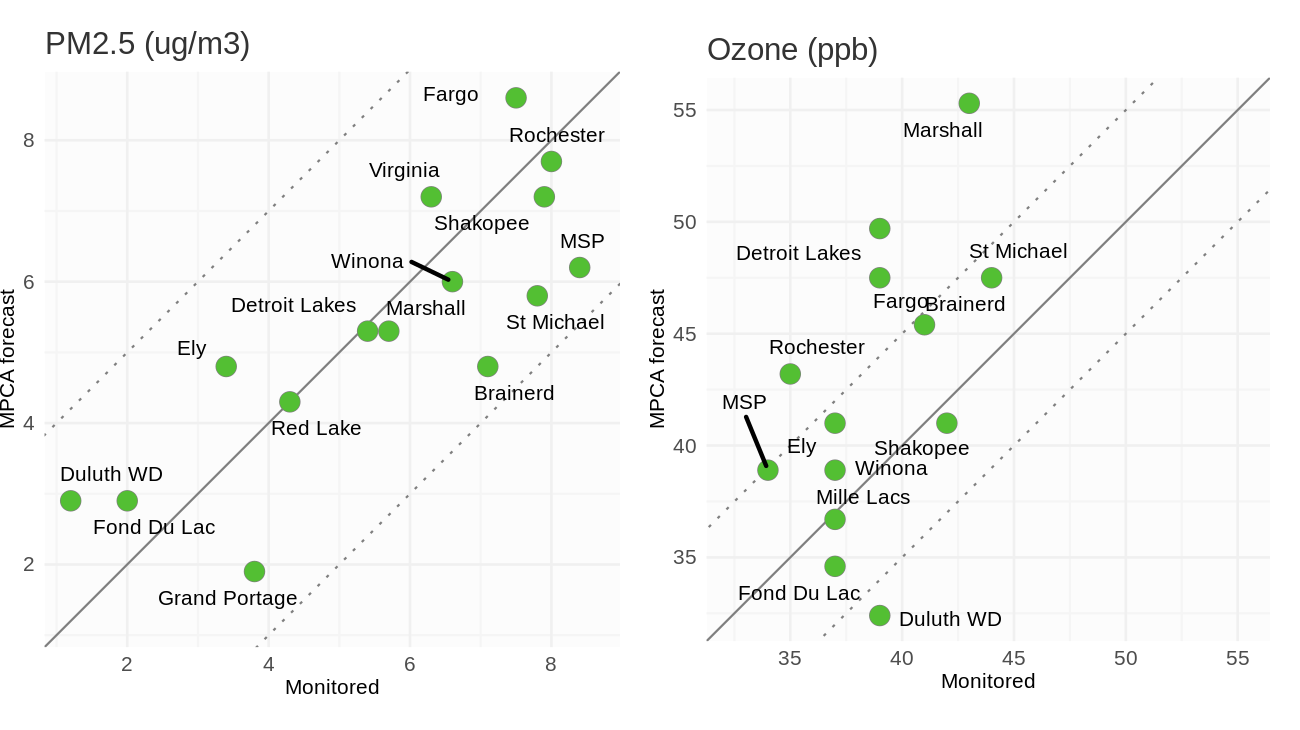 PM2.5 (ug/m3)
Fargo
Rochester
8
Virginia
Shakopee
MSP
Winona
6
Detroit Lakes
Marshall
St Michael
Ely
Brainerd
4
Red Lake
Duluth WD
Fond Du Lac
2
Grand Portage
MPCA forecast
2 4 6 8
Monitored
Ozone (ppb)
55
Marshall
50
Detroit Lakes
St Michael
Fargo
Brainerd
45
Rochester
MSP
Ely
40
Shakopee
Winona
Mille Lacs
35
Fond Du Lac
Duluth WD
MPCA forecast
35 40 45 50 55
Monitored